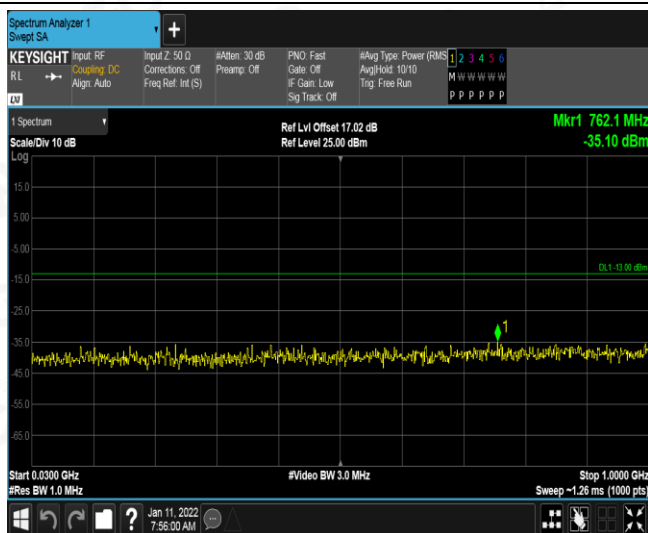 Spectrum Analyzer 1
Swept SA
+
KEYSIGHT
RL
LXI
Input: RF
Coupling: DC
Align: Auto
Input Z: 50 Ω
Corrections: Off
Freq Ref: Int (S)
#Atten: 30 dB
Preamp: Off
PNO: Fast
Gate: Off
IF Gain: Low
Sig Track: Off
#Avg Type: Power (RMS
Avg|Hold: 10/10
Trig: Free Run
1 2 3 4 5 6
M W W W W W
P P P P P P
1 Spectrum
Scale/Div 10 dB
Log
Ref Lvl Offset 17.02 dB
Ref Level 25.00 dBm
Mkr1 762.1 MHz
-35.10 dBm
15.0
5.00
-5.00
DL1 -13.00 dBm
-15.0
-25.0
1
-35.0
-45.0
-55.0
-65.0
Start 0.0300 GHz
#Res BW 1.0 MHz
#Video BW 3.0 MHz
Stop 1.0000 GHz
Sweep ~1.26 ms (1000 pts)
?
Jan 11, 2022
7:56:00 AM